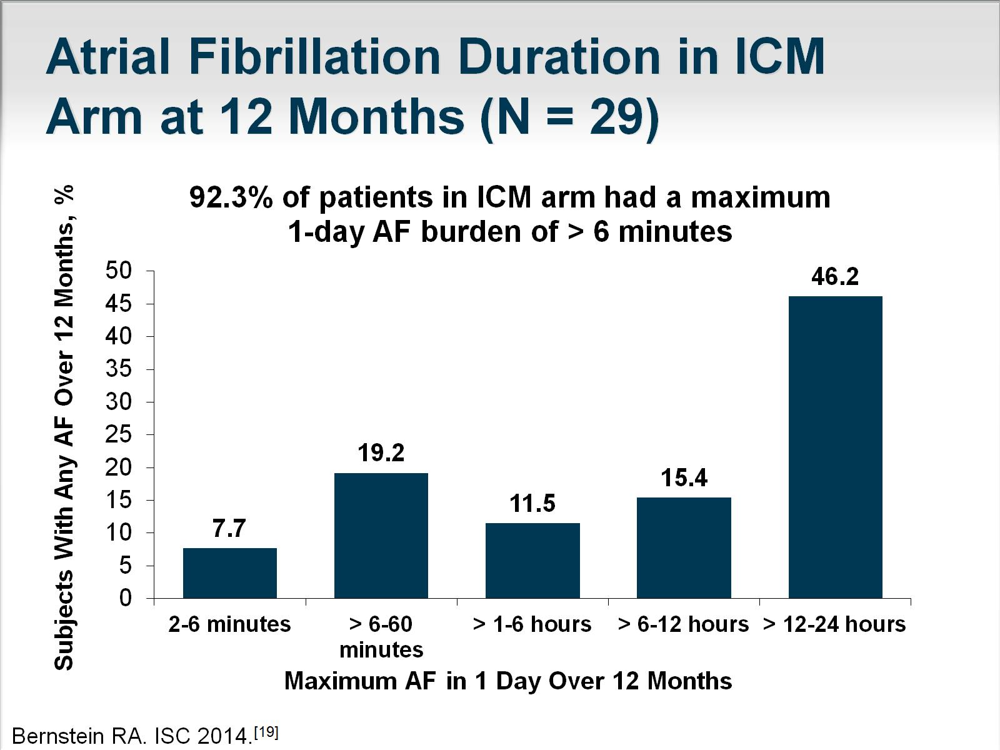 Atrial Fibrillation Duration in ICM
Arm at 12 Months (N = 29)
92.3% of patients in ICM arm had a maximum
1-day AF burden of > 6 minutes
Subjects With Any AF Over 12 Months, %
50
45
40
35
30
25
20
15
10
5
0
7.7
19.2
11.5
15.4
46.2
2-6 minutes
> 6-60
minutes
> 1-6 hours
> 6-12 hours
> 12-24 hours
Maximum AF in 1 Day Over 12 Months
Bernstein RA. ISC 2014.[19]